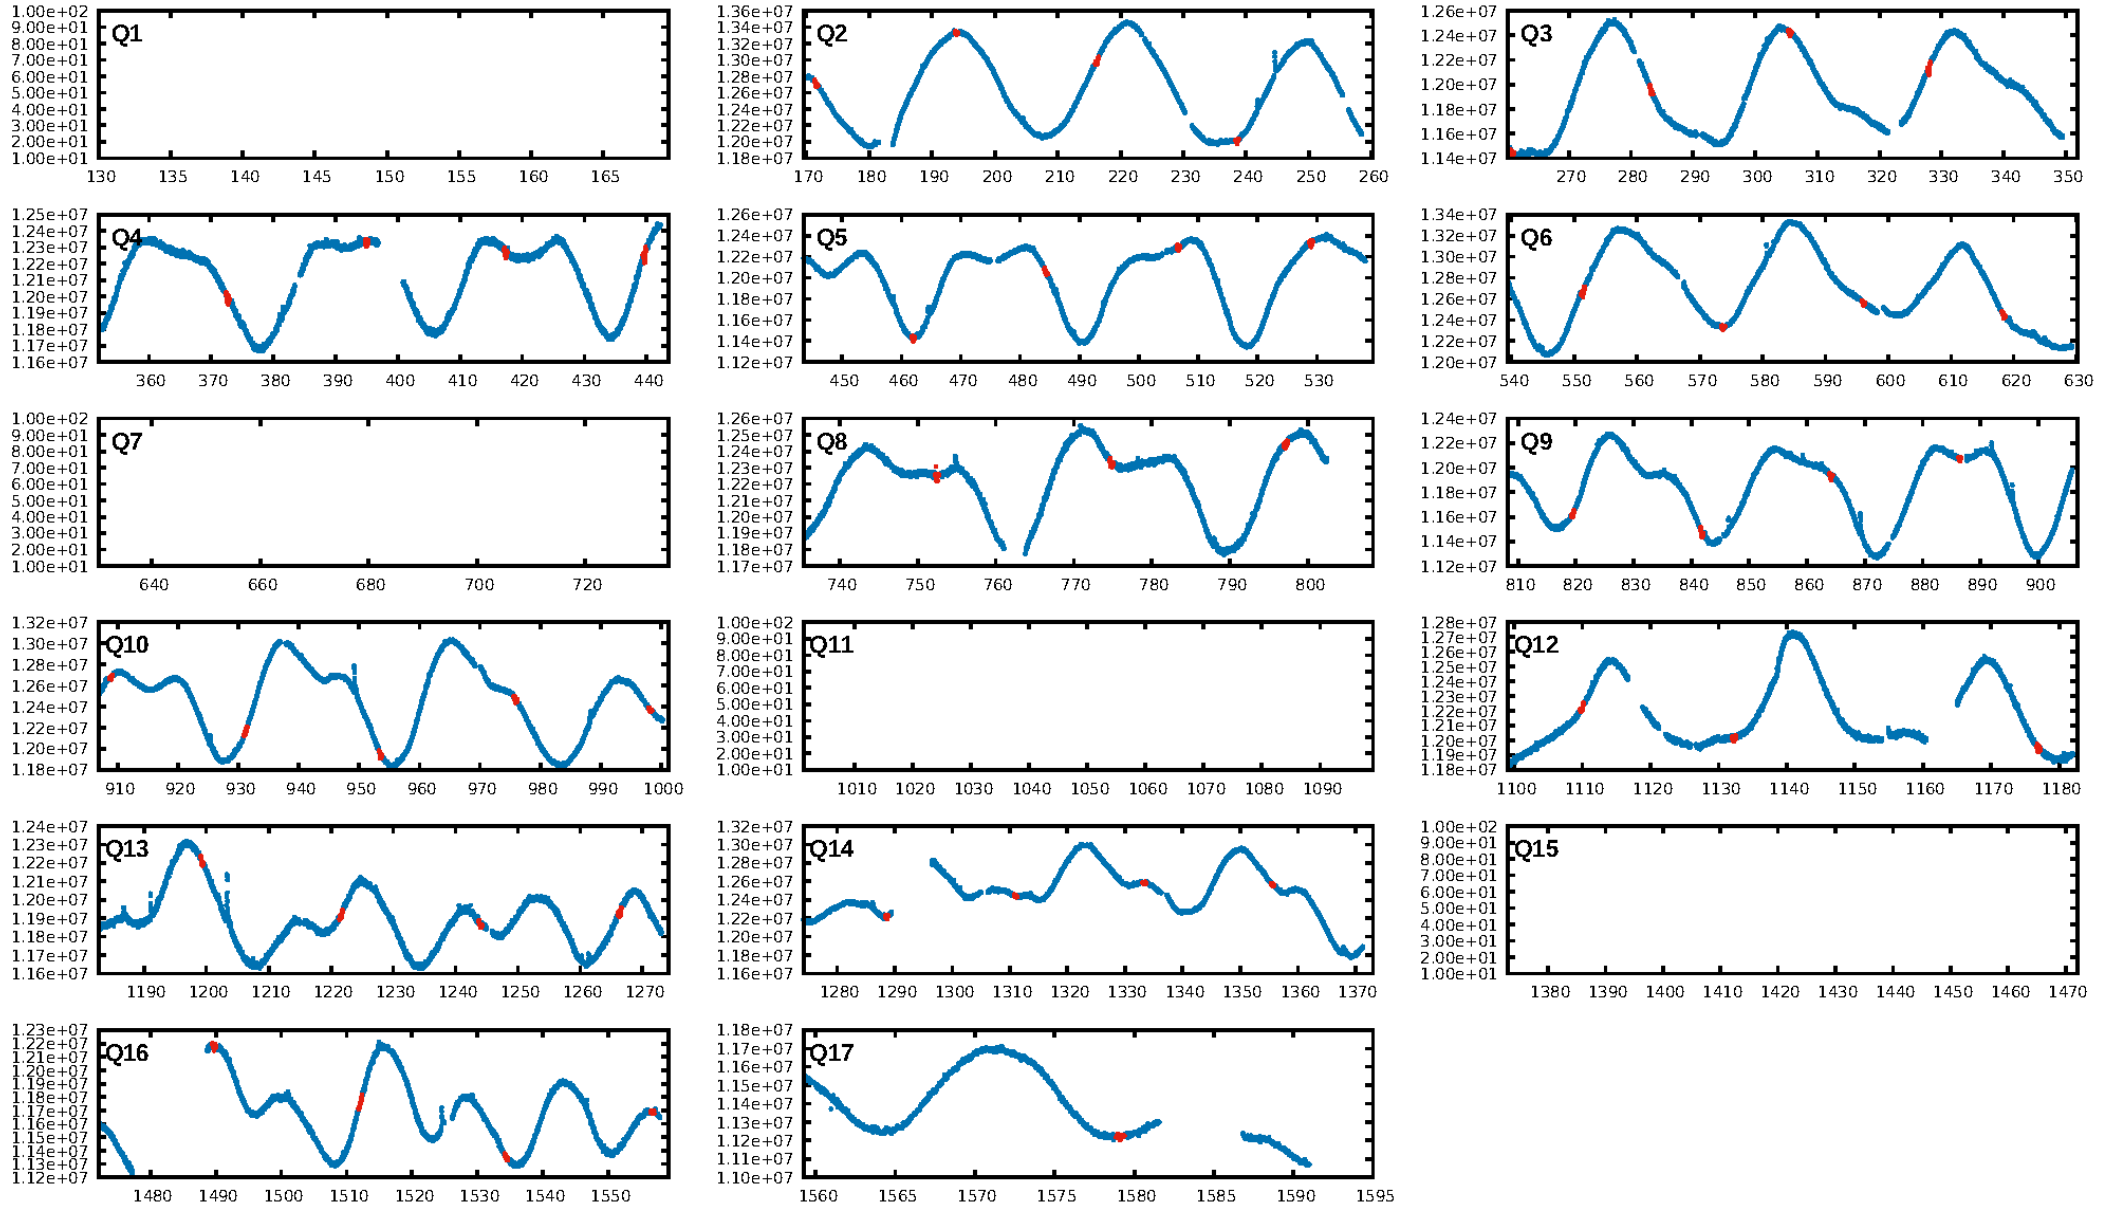 1.00e+02
9.00e+01
8.00e+01
7.00e+01
6.00e+01
5.00e+01
4.00e+01
3.00e+01
2.00e+01
1.00e+01
Q1
130 135 140 145 150 155 160 165
1.36e+07
1.34e+07
1.33e+07
1.30e+07
1.28e+07
1.26e+07
1.24e+07
1.22e+07
1.20e+07
1.18e+07
Q2
170 180 190 200 210 220 230 240 250 260
1.26e+07
1.24e+07
1.22e+07
1.20e+07
1.18e+07
1.16e+07
1.14e+07
Q3
270 280 290 300 310 320 330 340 350
1.25e+07
1.24e+07
1.23e+07
1.22e+07
1.21e+07
1.20e+07
1.19e+07
1.18e+07
1.17e+07
1.16e+07
Q4
360 370 380 390 400 410 420 430 440
1.26e+07
1.24e+07
1.22e+07
1.20e+07
1.18e+07
1.16e+07
1.14e+07
1.12e+07
Q5
450 460 470 480 490 500 510 520 530
1.34e+07
1.33e+07
1.30e+07
1.28e+07
1.26e+07
1.24e+07
1.22e+07
1.20e+07
Q6
540 550 560 570 580 590 600 610 620 630
1.00e+02
9.00e+01
8.00e+01
7.00e+01
6.00e+01
5.00e+01
4.00e+01
3.00e+01
2.00e+01
1.00e+01
Q7
640 660 680 700 720
1.26e+07
1.25e+07
1.24e+07
1.23e+07
1.22e+07
1.21e+07
1.20e+07
1.19e+07
1.18e+07
1.17e+07
Q8
740 750 760 770 780 790 800
1.24e+07
1.22e+07
1.20e+07
1.18e+07
1.16e+07
1.14e+07
1.12e+07
Q9
810 820 830 840 850 860 870 880 890 900
1.32e+07
1.30e+07
1.28e+07
1.26e+07
1.24e+07
1.22e+07
1.20e+07
1.18e+07
Q10
910 920 930 940 950 960 970 980 990 1000
1.00e+02
9.00e+01
8.00e+01
7.00e+01
6.00e+01
5.00e+01
4.00e+01
3.00e+01
2.00e+01
1.00e+01
Q11
1010 1020 1030 1040 1050 1060 1070 1080 1090
1.28e+07
1.27e+07
1.26e+07
1.25e+07
1.24e+07
1.23e+07
1.22e+07
1.21e+07
1.20e+07
1.19e+07
1.18e+07
Q12
1100 1110 1120 1130 1140 1150 1160 1170 1180
1.24e+07
1.23e+07
1.22e+07
1.21e+07
1.20e+07
1.19e+07
1.18e+07
1.17e+07
1.16e+07
Q13
1190 1200 1210 1220 1230 1240 1250 1260 1270
1.32e+07
1.30e+07
1.28e+07
1.26e+07
1.24e+07
1.22e+07
1.20e+07
1.18e+07
1.16e+07
Q14
1280 1290 1300 1310 1320 1330 1340 1350 1360 1370
1.00e+02
9.00e+01
8.00e+01
7.00e+01
6.00e+01
5.00e+01
4.00e+01
3.00e+01
2.00e+01
1.00e+01
Q15
1380 1390 1400 1410 1420 1430 1440 1450 1460 1470
1.23e+07
1.22e+07
1.21e+07
1.20e+07
1.19e+07
1.18e+07
1.17e+07
1.16e+07
1.15e+07
1.14e+07
1.13e+07
1.12e+07
Q16
1480 1490 1500 1510 1520 1530 1540 1550
1.18e+07
1.17e+07
1.16e+07
1.15e+07
1.14e+07
1.13e+07
1.12e+07
1.11e+07
1.10e+07
Q17
1560 1565 1570 1575 1580 1585 1590 1595